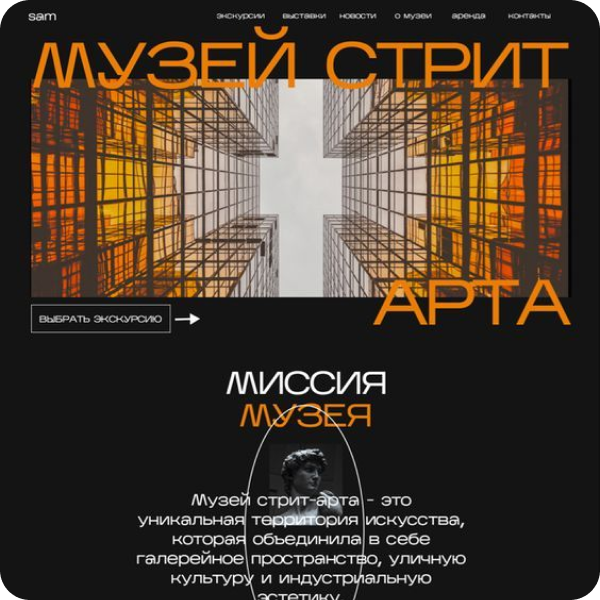 sam
экскурсии выставки новости о музеи аренда контакты
МУЗЕЙ СТРИТ
АРТА
ВЫБРАТЬ ЭКСКУРСИЮ
МИССИЯ
МУЗЕЯ
Музей стрит-арта - это
уникальная территория искусства,
которая объединила в себе
галерейное пространство, уличную
культуру и индустриальную
эстетику.